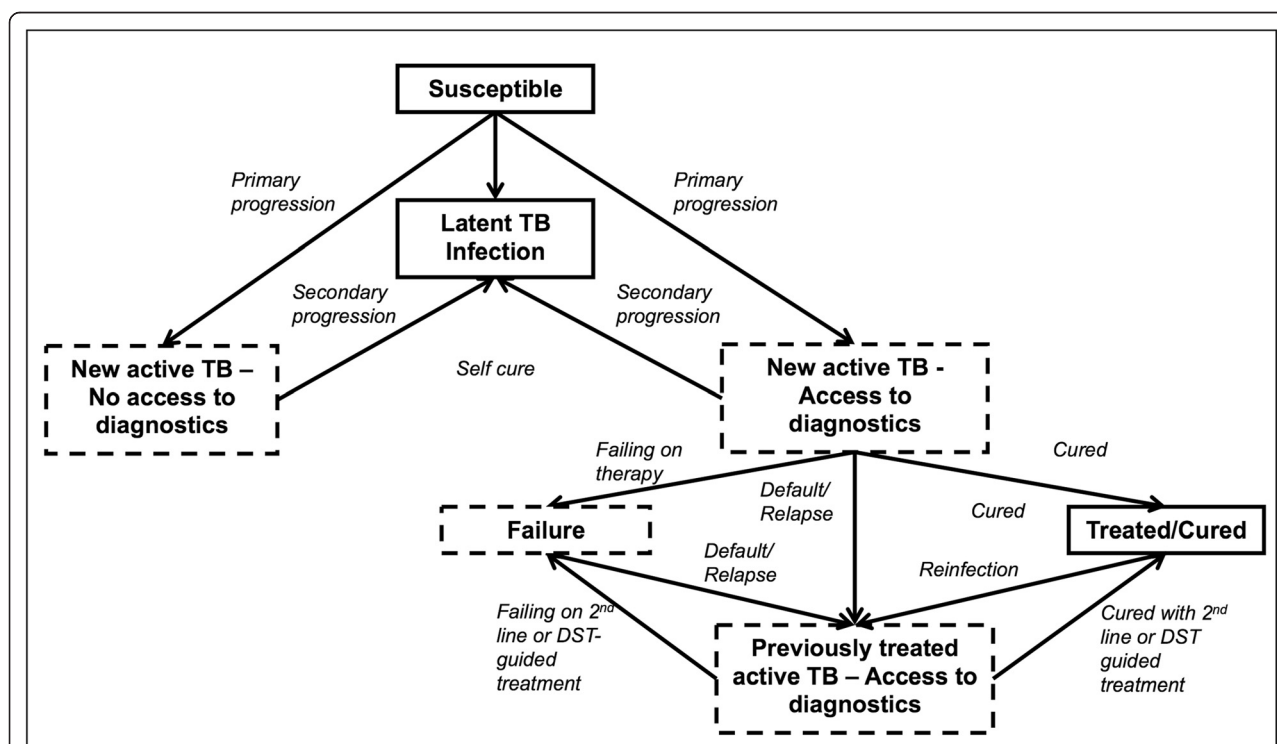 Susceptible
Primary
progression
Primary
progression
Latent TB
Infection
Secondary
progression
Secondary
progression
Self cure
New active TB –
No access to
diagnostics
New active TB -
Access to
diagnostics
Failing on
therapy
Default/
Relapse
Cured
Cured
Failure
Treated/Cured
Default/
Relapse
Reinfection
Failing on 2nd
line or DST-
guided
treatment
Previously treated
active TB – Access to
diagnostics
Cured with 2nd
line or DST
guided
treatment